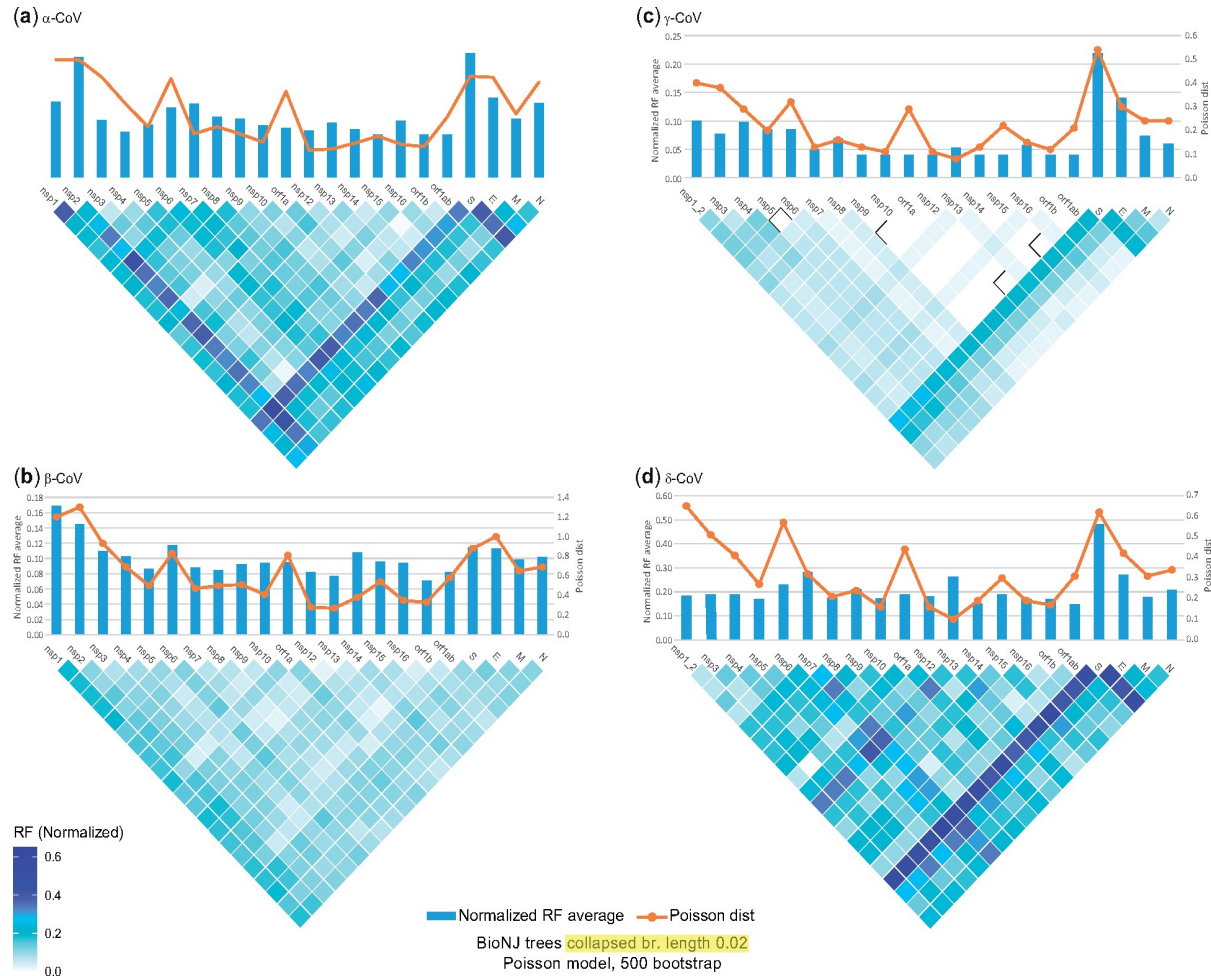 (a) α-CoV
nsp1
nsp2
nsp3
nsp4
nsp5
nsp6
nsp7
nsp8
nsp9
nsp10
orf1a
nsp12
nsp13
nsp14
nsp15
nsp16
orf1b
orf1ab
S
E
M
N
(c) γ-CoV
Normalized RF average
0.25
0.20
0.15
0.10
0.05
0.00
0.6
0.5
0.4
0.3
0.2
0.1
0.0
Poisson dist
nsp1_2
nsp3
nsp4
nsp5
nsp6
nsp7
nsp8
nsp9
nsp10
orf1a
nsp12
nsp13
nsp14
nsp15
nsp16
orf1b
orf1ab
S
E
M
N
(b) β-CoV
Normalized RF average
0.18
0.16
0.14
0.12
0.10
0.08
0.06
0.04
0.02
0.00
1.4
1.2
1.0
0.8
0.6
0.4
0.2
0.0
Poisson dist
nsp1
nsp2
nsp3
nsp4
nsp5
nsp6
nsp7
nsp8
nsp9
nsp10
orf1a
nsp12
nsp13
nsp14
nsp15
nsp16
orf1b
orf1ab
S
E
M
N
(d) δ-CoV
Normalized RF average
0.60
0.50
0.40
0.30
0.20
0.10
0.00
0.7
0.6
0.5
0.4
0.3
0.2
0.1
0.0
Poisson dist
nsp1_2
nsp3
nsp4
nsp5
nsp6
nsp7
nsp8
nsp9
nsp10
orf1a
nsp12
nsp13
nsp14
nsp15
nsp16
orf1b
orf1ab
S
E
M
N
RF (Normalized)
0.6
0.4
0.2
0.0
Normalized RF average Poisson dist
BioNJ trees collapsed br. length 0.02
Poisson model, 500 bootstrap